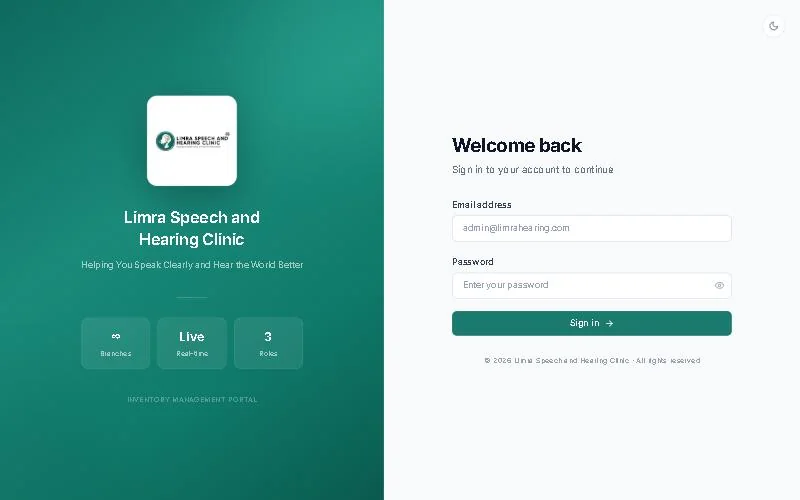 LIMRA SPEECH AND
HEARING CLINIC
Limra Speech and
Hearing Clinic
Helping You Speak Clearly and Hear the World Better
∞
Branches
Live
Real-time
3
Roles
INVENTORY MANAGEMENT PORTAL
Welcome back
Sign in to your account to continue
Email address
admin@limrahearing.com
Password
Enter your password
Sign in →
© 2026 Limra Speech and Hearing Clinic · All rights reserved